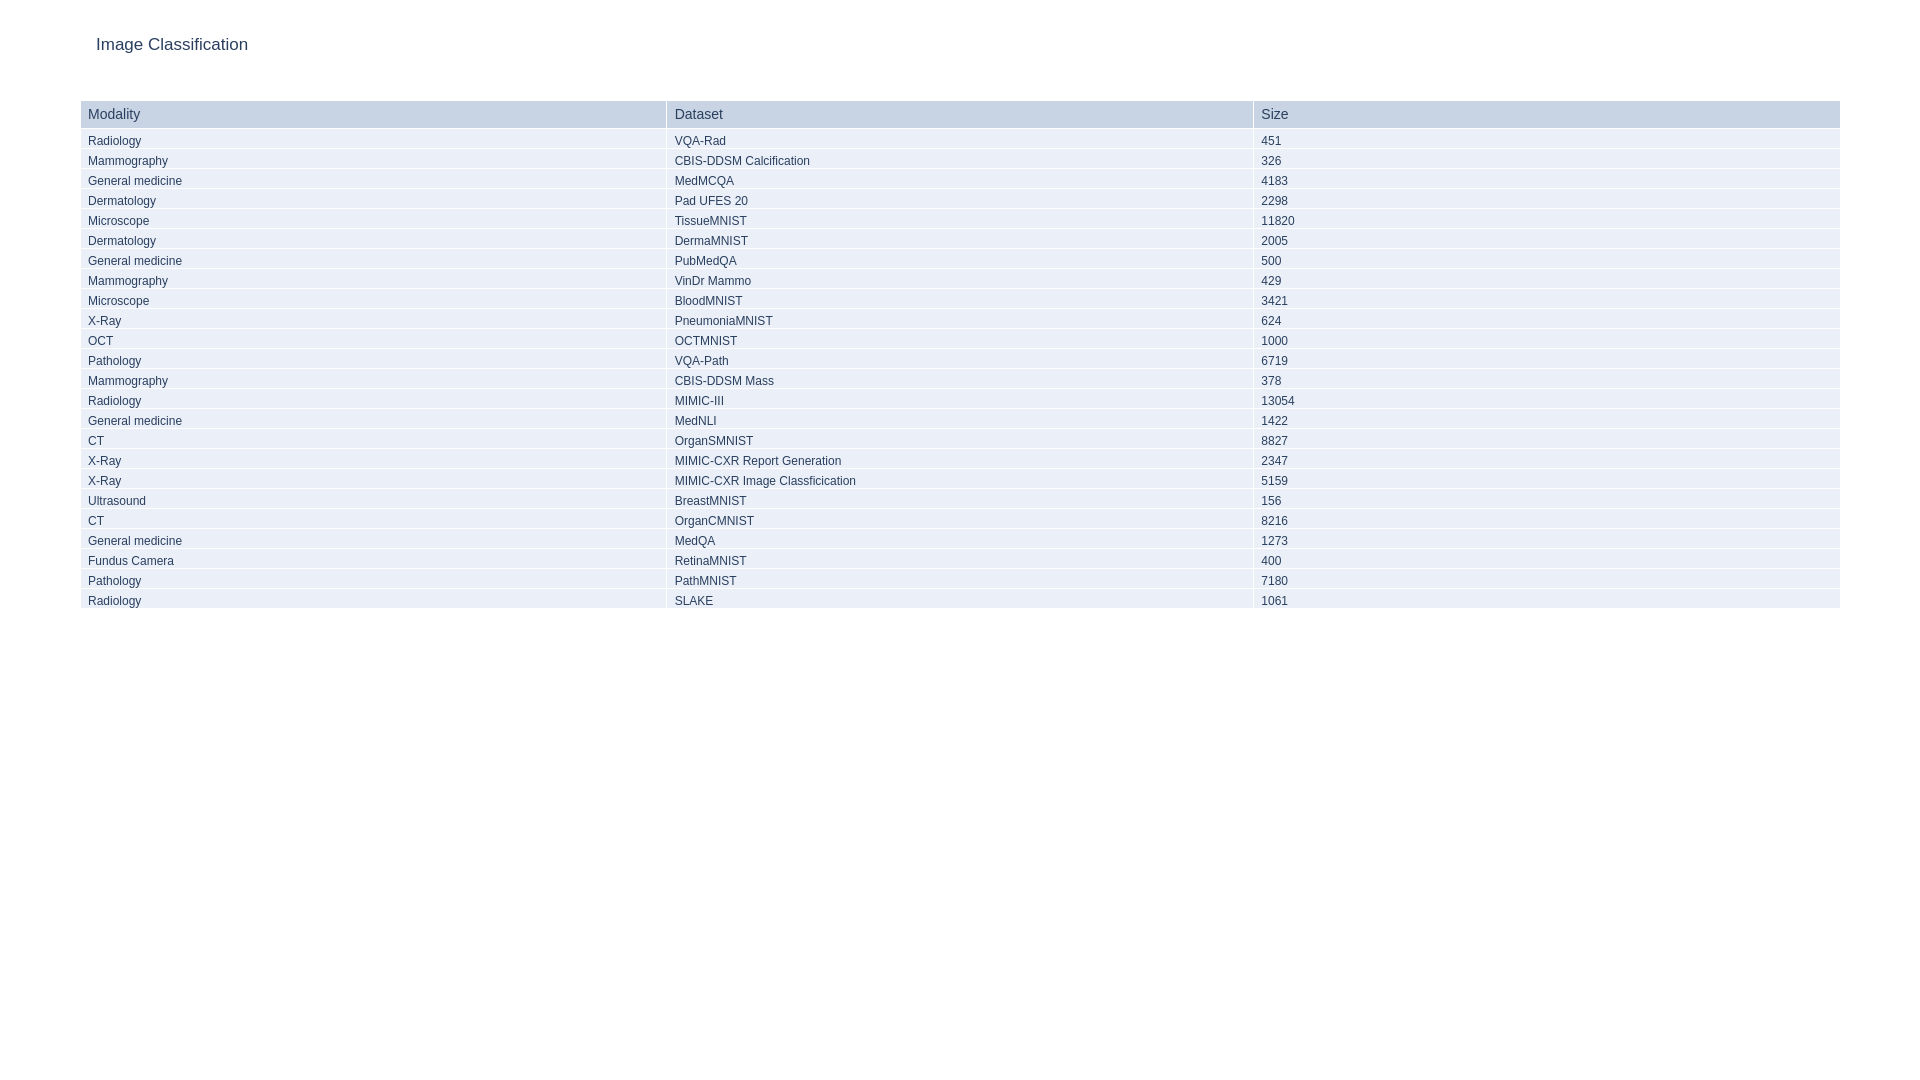 Image Classification
Modality Dataset Size
Radiology VQA-Rad 451
Mammography CBIS-DDSM Calcification 326
General medicine MedMCQA 4183
Dermatology Pad UFES 20 2298
Microscope TissueMNIST 11820
Dermatology DermaMNIST 2005
General medicine PubMedQA 500
Mammography VinDr Mammo 429
Microscope BloodMNIST 3421
X-Ray PneumoniaMNIST 624
OCT OCTMNIST 1000
Pathology VQA-Path 6719
Mammography CBIS-DDSM Mass 378
Radiology MIMIC-III 13054
General medicine MedNLI 1422
CT OrganSMNIST 8827
X-Ray MIMIC-CXR Report Generation 2347
X-Ray MIMIC-CXR Image Classficication 5159
Ultrasound BreastMNIST 156
CT OrganCMNIST 8216
General medicine MedQA 1273
Fundus Camera RetinaMNIST 400
Pathology PathMNIST 7180
Radiology SLAKE 1061